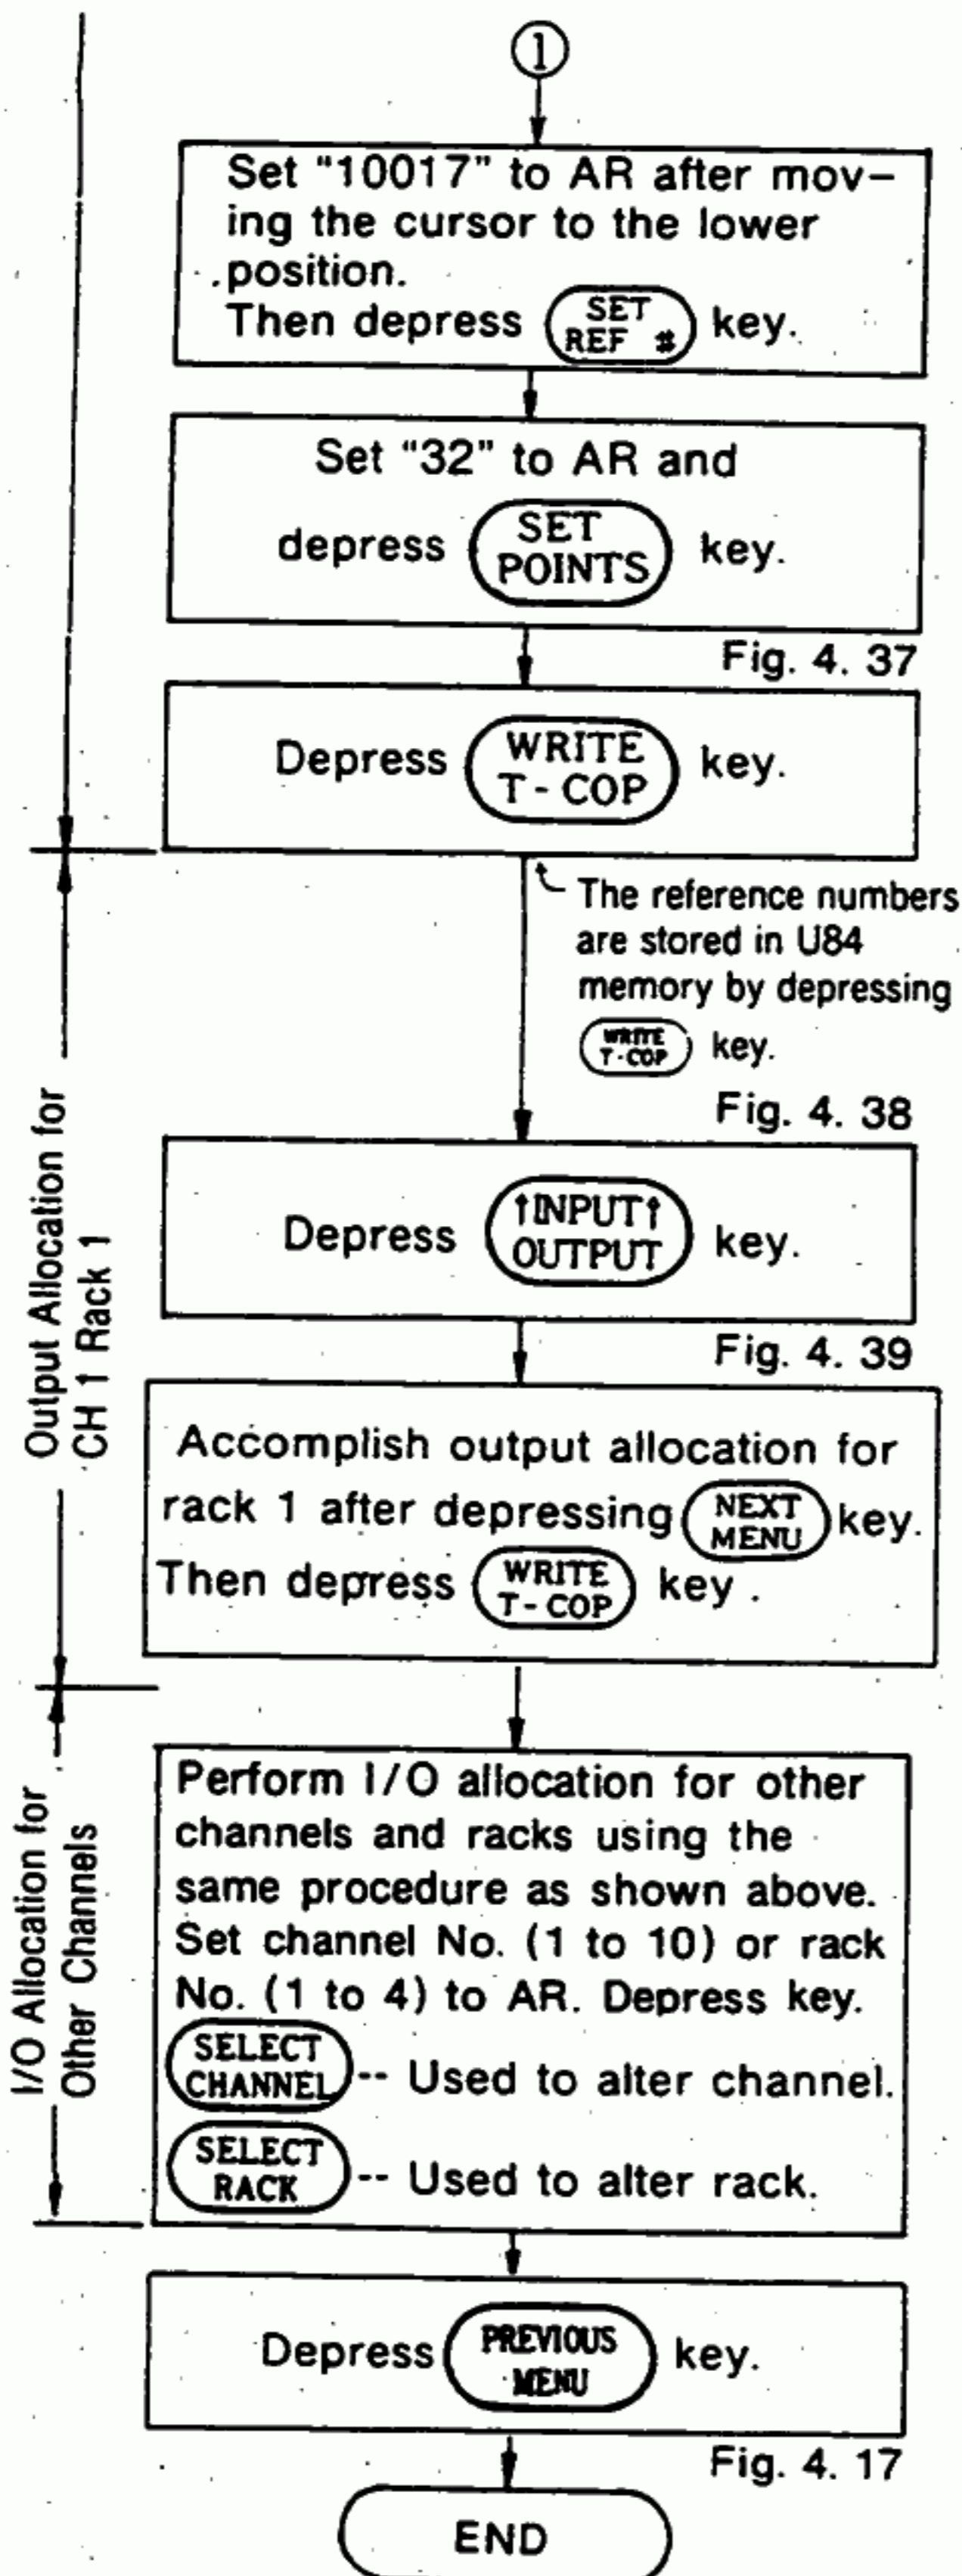 1
Set "10017" to AR after mov-
ing the cursor to the lower
position.
Then depress SET REF # key.
Set "32" to AR and
depress SET POINTS key.
Fig. 4. 37
Depress WRITE T-COP key.
The reference numbers
are stored in U84
memory by depressing
WRITE T-COP key.
Fig. 4. 38
Output Allocation for
CH 1 Rack 1
Depress ↑INPUT↑ OUTPUT key.
Fig. 4. 39
Accomplish output allocation for
rack 1 after depressing NEXT MENU key.
Then depress WRITE T-COP key.
I/O Allocation for
Other Channels
Perform I/O allocation for other
channels and racks using the
same procedure as shown above.
Set channel No. (1 to 10) or rack
No. (1 to 4) to AR. Depress key.
SELECT CHANNEL -- Used to alter channel.
SELECT RACK -- Used to alter rack.
Depress PREVIOUS MENU key.
Fig. 4. 17
END